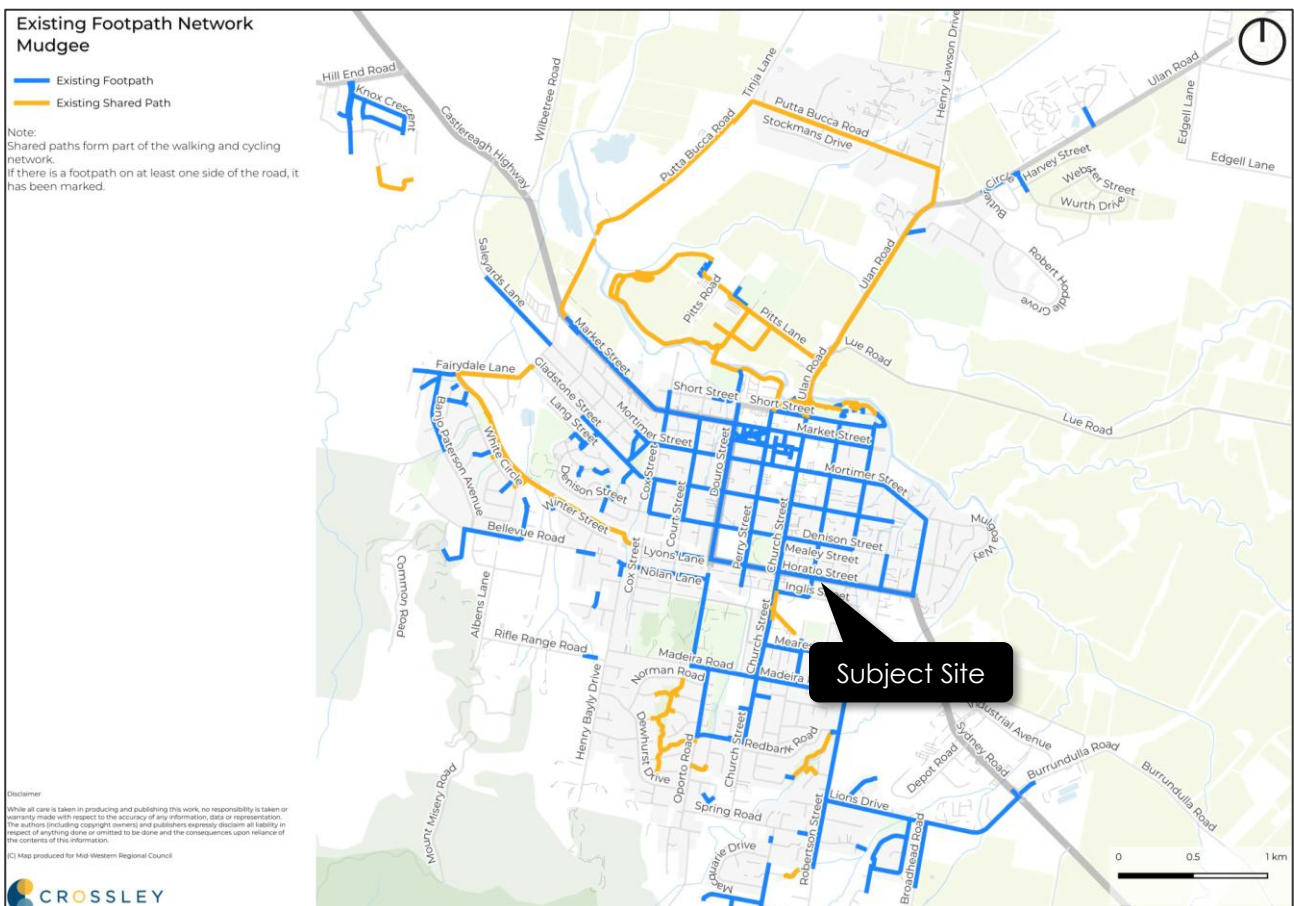 Existing Footpath Network
Mudgee
Existing Footpath
Existing Shared Path
Note:
Shared paths form part of the walking and cycling
network.
If there is a footpath on at least one side of the road, it
has been marked.
Hill End Road
Knox Crescent
Castlereagh Highway
Wilbetree Road
Tinja Lane
Putta Bucca Road
Putta Bucca Road
Stockmans Drive
Henry Lawson Drive
Ulan Road
Edgell Lane
Edgell Lane
Harvey Street
Webster Street
Wurth Drive
Butler Circle
Robert Hoddle Grove
Ulan Road
Saleyards Lane
Market Street
Pitts Road
Pitts Lane
Ulan Road
Lue Road
Lue Road
Fairydale Lane
Gladstone Street
Lang Street
Mortimer Street
Short Street
Short Street
Market Street
Mortimer Street
Banjo Paterson Avenue
White Circle
Denison Street
Winter Street
Cox Street
Court Street
Douro Street
Perry Street
Church Street
Denison Street
Mealey Street
Horatio Street
Inglis Street
Mulgoa Way
Bellevue Road
Lyons Lane
Nolan Lane
Cox Street
Common Road
Albens Lane
Rifle Range Road
Henry Bayly Drive
Madeira Road
Norman Road
Church Street
Madeira
Subject Site
Dewhurst Drive
Oporto Road
Church Street
Redbank Road
Industrial Avenue
Sydney Road
Depot Road
Burrundulla Road
Burrundulla Road
Mount Misery Road
Spring Road
Lions Drive
Robertson Street
Broadhead Road
0 0.5 1 km
Disclaimer
While all care is taken in producing and publishing this work, no responsibility is taken or
warranty made with respect to the accuracy of any information, data or representation.
The authors (including copyright owners) and publishers expressly disclaim all liability in
respect of anything done or omitted to be done and the consequences upon reliance of
the contents of this information.
(C) Map produced for Mid-Western Regional Council
CROSSLEY